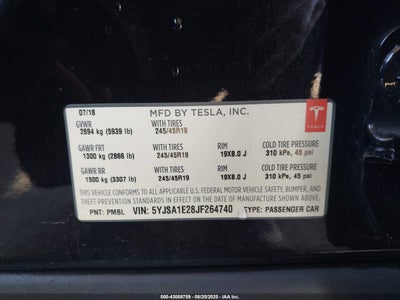 07/18 MFD BY TESLA, INC.
GVWR WITH TIRES
2694 kg (5939 lb) 245/45R19
TESLA
GAWR FRT WITH TIRES RIM COLD TIRE PRESSURE
1300 kg (2866 lb) 245/45R19 19X8.0 J 310 kPa, 45 psi
GAWR RR WITH TIRES RIM COLD TIRE PRESSURE
1500 kg (3307 lb) 245/45R19 19X8.0 J 310 kPa, 45 psi
THIS VEHICLE CONFORMS TO ALL APPLICABLE U.S. FEDERAL MOTOR VEHICLE SAFETY, BUMPER, AND
THEFT PREVENTION STANDARDS IN EFFECT ON THE DATE OF MANUFACTURE SHOWN ABOVE.
PNT: PMBL VIN: 5YJSA1E28JF264740 TYPE: PASSENGER CAR
Owner: 43008759 - (08/20/2025) - IAAI.com